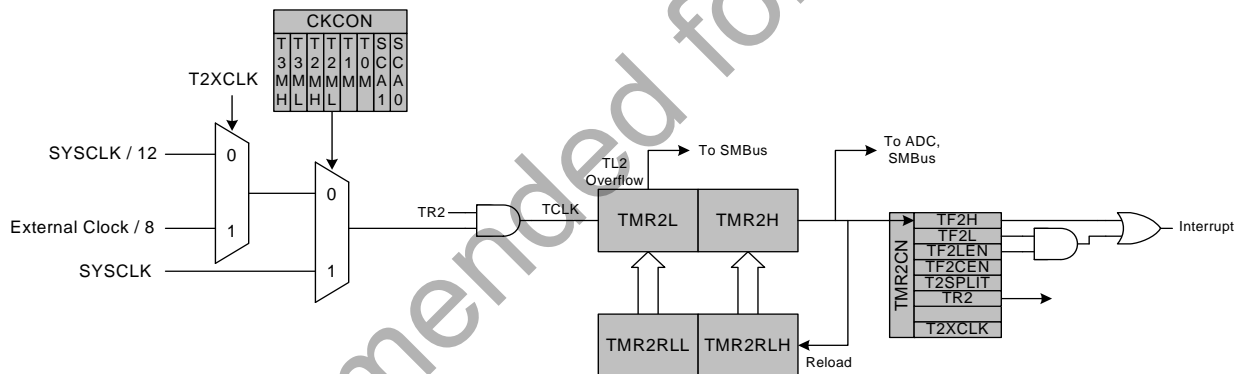 CKCON
T3MH
T3ML
T2MH
T2ML
T1M
T0M
SCA1
SCA0
T2XCLK
SYSCLK / 12
0
External Clock / 8
1
SYSCLK
0
1
TR2
TCLK
TL2
Overflow
To SMBus
TMR2L
TMR2H
To ADC,
SMBus
TMR2RLL
TMR2RLH
Reload
TMR2CN
TF2H
TF2L
TF2LEN
TF2CEN
T2SPLIT
TR2
T2XCLK
Interrupt
mended for